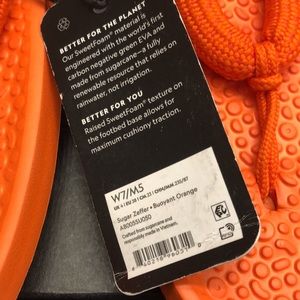 BETTER FOR THE PLANET
Our SweetFoam® material is
engineered with the world's first
carbon negative green EVA and
made from sugarcane—a fully
renewable resource that relies on
rainwater, not irrigation.
BETTER FOR YOU
Raised SweetFoam® texture on
the footbed base allows for
maximum cushiony traction.
W7/M5
Sugar Zeffer • Buoyant Orange
Crafted from sugarcane and
responsibly made in Vietnam.